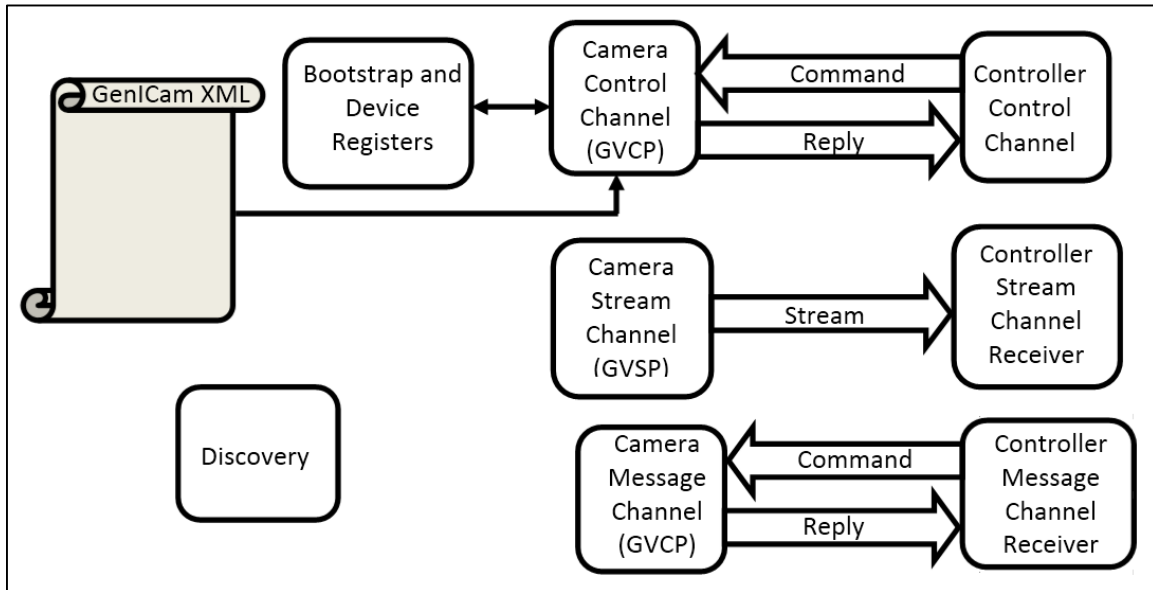 GenICam XML
Bootstrap and
Device
Registers
Camera
Control
Channel
(GVCP)
Command
Reply
Controller
Control
Channel
Camera
Stream
Channel
(GVSP)
Stream
Controller
Stream
Channel
Receiver
Discovery
Camera
Message
Channel
(GVCP)
Command
Reply
Controller
Message
Channel
Receiver